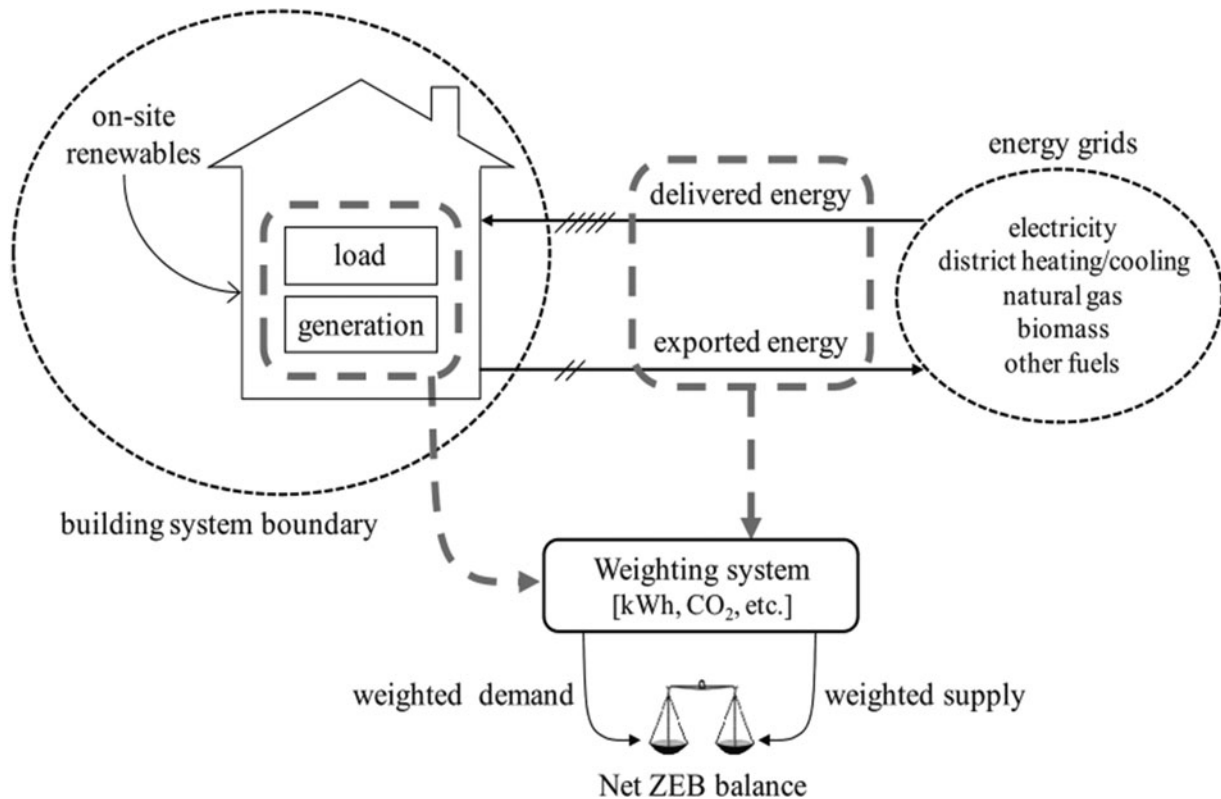 on-site
renewables
load
generation
building system boundary
delivered energy
exported energy
energy grids
electricity
district heating/cooling
natural gas
biomass
other fuels
Weighting system
[kWh, CO₂, etc.]
weighted demand
weighted supply
Net ZEB balance